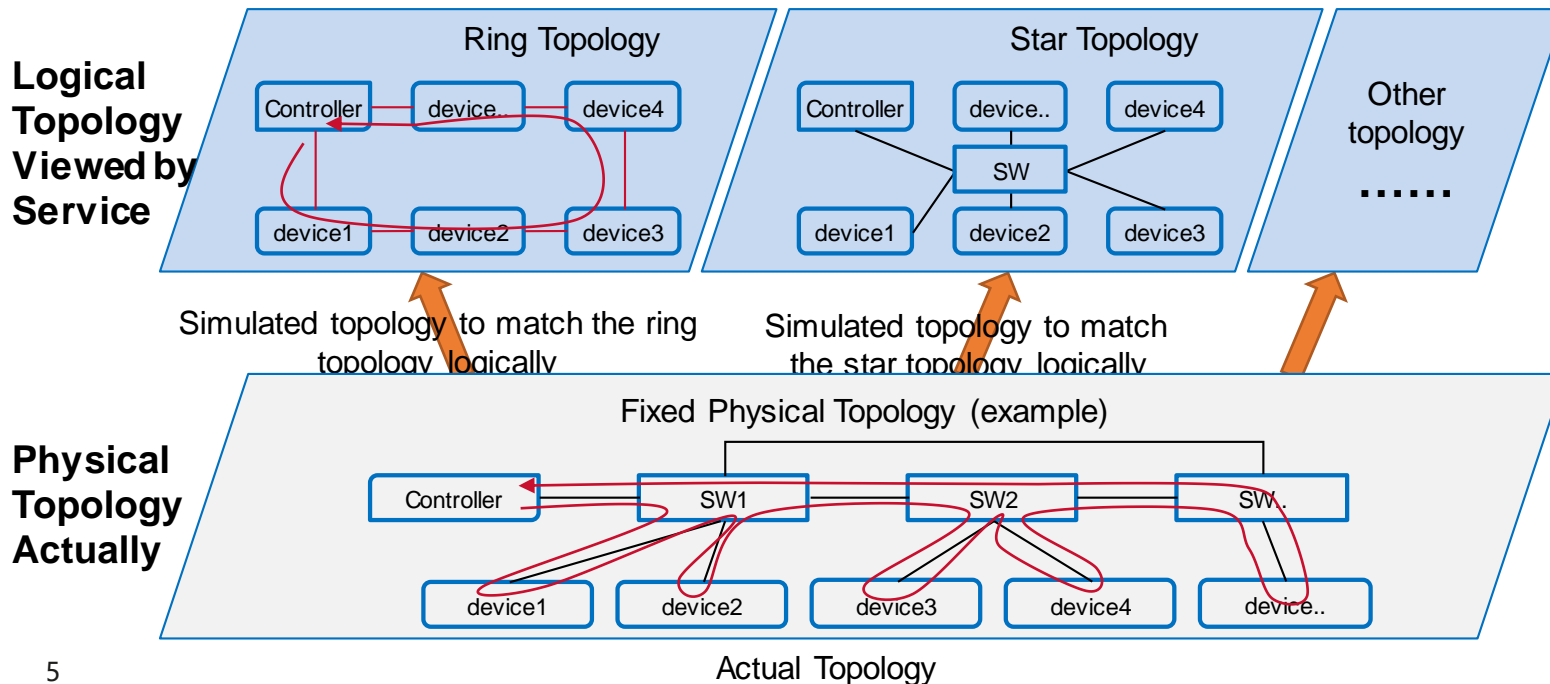 Logical
Topology
Viewed by
Service
Ring Topology
Controller
device..
device4
device1
device2
device3
Star Topology
Controller
device..
device4
SW
device1
device2
device3
Other
topology
......
Simulated topology to match the ring
topology logically
Simulated topology to match
the star topology logically
Physical
Topology
Actually
Fixed Physical Topology (example)
Controller
SW1
SW2
SW..
device1
device2
device3
device4
device..
5
Actual Topology